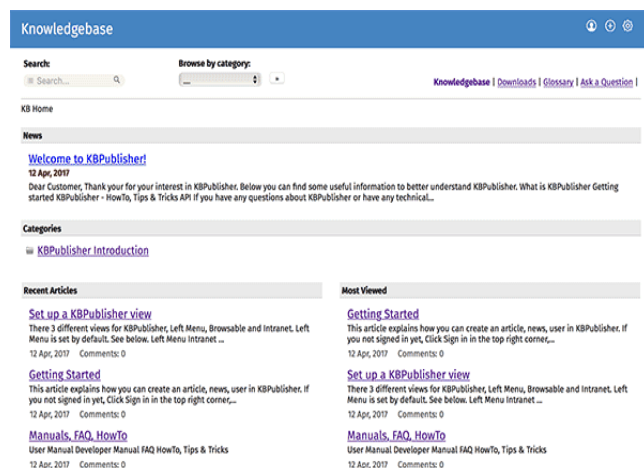 Knowledgebase
Search:
Browse by category:
Search...
__
»
Knowledgebase | Downloads | Glossary | Ask a Question |
KB Home
News
Welcome to KBPublisher!
12 Apr, 2017
Dear Customer, Thank your for your interest in KBPublisher. Below you can find some useful information to better understand KBPublisher. What is KBPublisher Getting
started KBPublisher - HowTo, Tips & Tricks API If you have any questions about KBPublisher or have any technical...
Categories
KBPublisher Introduction
Recent Articles
Set up a KBPublisher view
There 3 different views for KBPublisher, Left Menu, Browsable and Intranet. Left
Menu is set by default. See below. Left Menu Intranet ...
12 Apr, 2017 Comments: 0
Getting Started
This article explains how you can create an article, news, user in KBPublisher. If
you not signed in yet, Click Sign in in the top right corner,...
12 Apr, 2017 Comments: 0
Manuals, FAQ, HowTo
User Manual Developer Manual FAQ HowTo, Tips & Tricks
12 Apr, 2017 Comments: 0
Most Viewed
Getting Started
This article explains how you can create an article, news, user in KBPublisher. If
you not signed in yet, Click Sign in in the top right corner,...
12 Apr, 2017 Comments: 0
Set up a KBPublisher view
There 3 different views for KBPublisher, Left Menu, Browsable and Intranet. Left
Menu is set by default. See below. Left Menu Intranet ...
12 Apr, 2017 Comments: 0
Manuals, FAQ, HowTo
User Manual Developer Manual FAQ HowTo, Tips & Tricks
12 Apr, 2017 Comments: 0